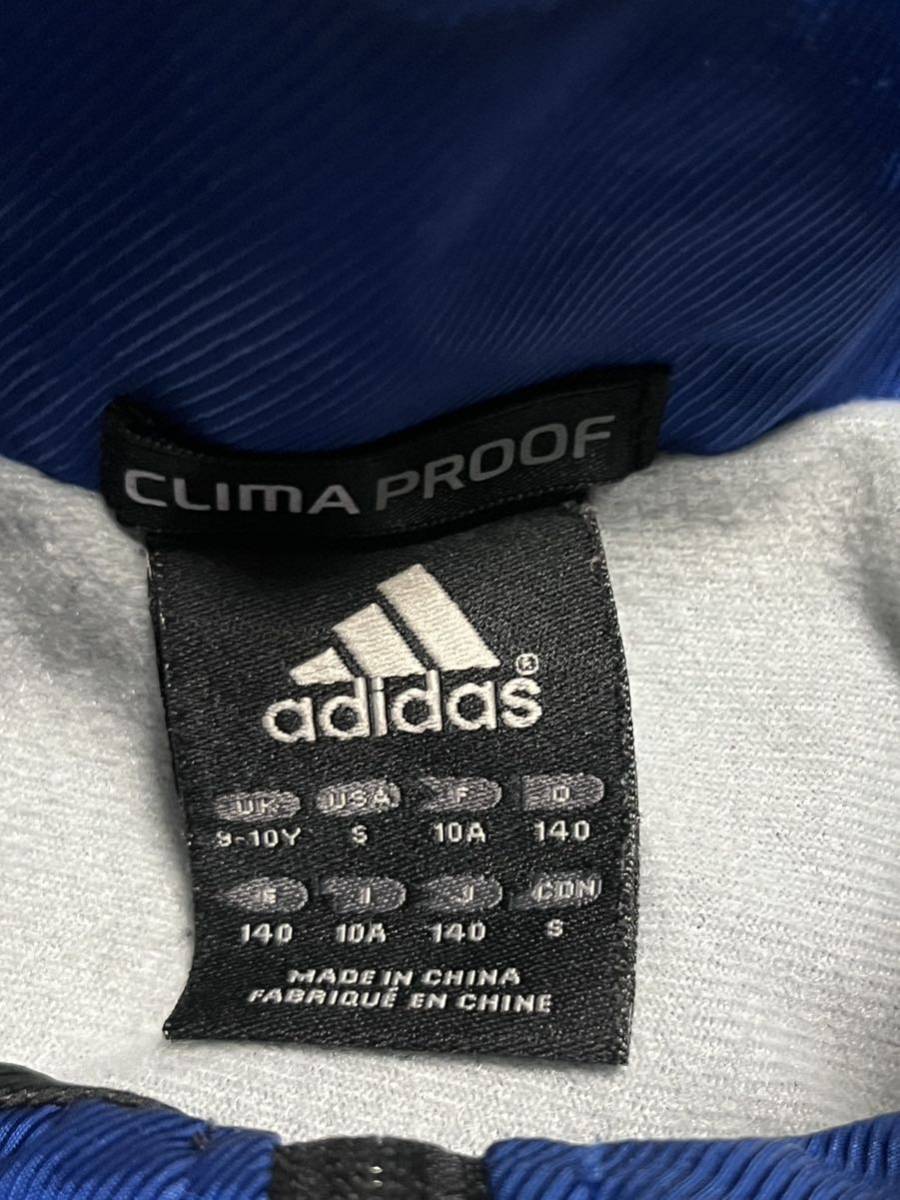 CLIMA PROOF
adidas®
UK USA F D
9-10Y S 10A 140
E I J CDN
140 10A 140 S
MADE IN CHINA
FABRIQUÉ EN CHINE